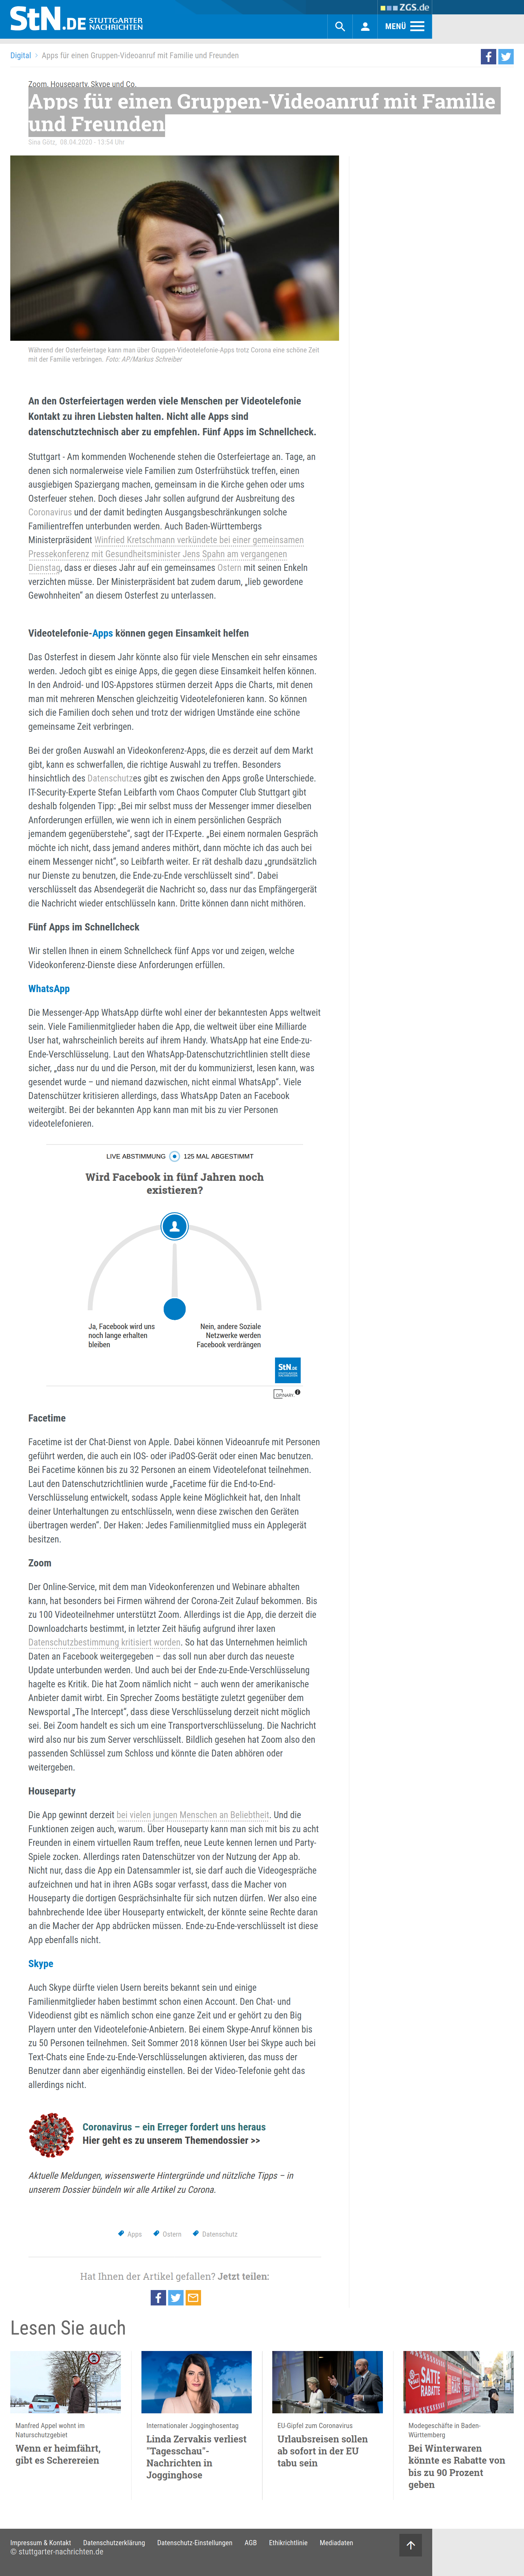 StN.DE STUTTGARTER
NACHRICHTEN
ZGS.de
MENÜ
Digital > Apps für einen Gruppen-Videoanruf mit Familie und Freunden
Zoom, Houseparty, Skype und Co.
Apps für einen Gruppen-Videoanruf mit Familie
und Freunden
Sina Götz, 08.04.2020 - 13:54 Uhr
Während der Osterfeiertage kann man über Gruppen-Videotelefonie-Apps trotz Corona eine schöne Zeit
mit der Familie verbringen. Foto: AP/Markus Schreiber
An den Osterfeiertagen werden viele Menschen per Videotelefonie
Kontakt zu ihren Liebsten halten. Nicht alle Apps sind
datenschutztechnisch aber zu empfehlen. Fünf Apps im Schnellcheck.
Stuttgart - Am kommenden Wochenende stehen die Osterfeiertage an. Tage, an
denen sich normalerweise viele Familien zum Osterfrühstück treffen, einen
ausgiebigen Spaziergang machen, gemeinsam in die Kirche gehen oder ums
Osterfeuer stehen. Doch dieses Jahr sollen aufgrund der Ausbreitung des
Coronavirus und der damit bedingten Ausgangsbeschränkungen solche
Familientreffen unterbunden werden. Auch Baden-Württembergs
Ministerpräsident Winfried Kretschmann verkündete bei einer gemeinsamen
Pressekonferenz mit Gesundheitsminister Jens Spahn am vergangenen
Dienstag, dass er dieses Jahr auf ein gemeinsames Ostern mit seinen Enkeln
verzichten müsse. Der Ministerpräsident bat zudem darum, „lieb gewordene
Gewohnheiten“ an diesem Osterfest zu unterlassen.
Videotelefonie-Apps können gegen Einsamkeit helfen
Das Osterfest in diesem Jahr könnte also für viele Menschen ein sehr einsames
werden. Jedoch gibt es einige Apps, die gegen diese Einsamkeit helfen können.
In den Android- und IOS-Appstores stürmen derzeit Apps die Charts, mit denen
man mit mehreren Menschen gleichzeitig Videotelefonieren kann. So können
sich die Familien doch sehen und trotz der widrigen Umstände eine schöne
gemeinsame Zeit verbringen.
Bei der großen Auswahl an Videokonferenz-Apps, die es derzeit auf dem Markt
gibt, kann es schwerfallen, die richtige Auswahl zu treffen. Besonders
hinsichtlich des Datenschutzes gibt es zwischen den Apps große Unterschiede.
IT-Security-Experte Stefan Leibfarth vom Chaos Computer Club Stuttgart gibt
deshalb folgenden Tipp: „Bei mir selbst muss der Messenger immer dieselben
Anforderungen erfüllen, wie wenn ich in einem persönlichen Gespräch
jemandem gegenüberstehe“, sagt der IT-Experte. „Bei einem normalen Gespräch
möchte ich nicht, dass jemand anderes mithört, dann möchte ich das auch bei
einem Messenger nicht“, so Leibfarth weiter. Er rät deshalb dazu „grundsätzlich
nur Dienste zu benutzen, die Ende-zu-Ende verschlüsselt sind“. Dabei
verschlüsselt das Absendegerät die Nachricht so, dass nur das Empfängergerät
die Nachricht wieder entschlüsseln kann. Dritte können dann nicht mithören.
Fünf Apps im Schnellcheck
Wir stellen Ihnen in einem Schnellcheck fünf Apps vor und zeigen, welche
Videokonferenz-Dienste diese Anforderungen erfüllen.
WhatsApp
Die Messenger-App WhatsApp dürfte wohl einer der bekanntesten Apps weltweit
sein. Viele Familienmitglieder haben die App, die weltweit über eine Milliarde
User hat, wahrscheinlich bereits auf ihrem Handy. WhatsApp hat eine Ende-zu-
Ende-Verschlüsselung. Laut den WhatsApp-Datenschutzrichtlinien stellt diese
sicher, „dass nur du und die Person, mit der du kommunizierst, lesen kann, was
gesendet wurde – und niemand dazwischen, nicht einmal WhatsApp“. Viele
Datenschützer kritisieren allerdings, dass WhatsApp Daten an Facebook
weitergibt. Bei der bekannten App kann man mit bis zu vier Personen
videotelefonieren.
LIVE ABSTIMMUNG 125 MAL ABGESTIMMT
Wird Facebook in fünf Jahren noch
existieren?
Ja, Facebook wird uns
noch lange erhalten
bleiben
Nein, andere Soziale
Netzwerke werden
Facebook verdrängen
StN.DE
OPINARY
Facetime
Facetime ist der Chat-Dienst von Apple. Dabei können Videoanrufe mit Personen
geführt werden, die auch ein IOS- oder iPadOS-Gerät oder einen Mac benutzen.
Bei Facetime können bis zu 32 Personen an einem Videotelefonat teilnehmen.
Laut den Datenschutzrichtlinien wurde „Facetime für die End-to-End-
Verschlüsselung entwickelt, sodass Apple keine Möglichkeit hat, den Inhalt
deiner Unterhaltungen zu entschlüsseln, wenn diese zwischen den Geräten
übertragen werden“. Der Haken: Jedes Familienmitglied muss ein Applegerät
besitzen.
Zoom
Der Online-Service, mit dem man Videokonferenzen und Webinare abhalten
kann, hat besonders bei Firmen während der Corona-Zeit Zulauf bekommen. Bis
zu 100 Videoteilnehmer unterstützt Zoom. Allerdings ist die App, die derzeit die
Downloadcharts bestimmt, in letzter Zeit häufig aufgrund ihrer laxen
Datenschutzbestimmung kritisiert worden. So hat das Unternehmen heimlich
Daten an Facebook weitergegeben – das soll nun aber durch das neueste
Update unterbunden werden. Und auch bei der Ende-zu-Ende-Verschlüsselung
hagelte es Kritik. Die hat Zoom nämlich nicht – auch wenn der amerikanische
Anbieter damit wirbt. Ein Sprecher Zooms bestätigte zuletzt gegenüber dem
Newsportal „The Intercept“, dass diese Verschlüsselung derzeit nicht möglich
sei. Bei Zoom handelt es sich um eine Transportverschlüsselung. Die Nachricht
wird also nur bis zum Server verschlüsselt. Bildlich gesehen hat Zoom also den
passenden Schlüssel zum Schloss und könnte die Daten abhören oder
weitergeben.
Houseparty
Die App gewinnt derzeit bei vielen jungen Menschen an Beliebtheit. Und die
Funktionen zeigen auch, warum. Über Houseparty kann man sich mit bis zu acht
Freunden in einem virtuellen Raum treffen, neue Leute kennen lernen und Party-
Spiele zocken. Allerdings raten Datenschützer von der Nutzung der App ab.
Nicht nur, dass die App ein Datensammler ist, sie darf auch die Videogespräche
aufzeichnen und hat in ihren AGBs sogar verfasst, dass die Macher von
Houseparty die dortigen Gesprächsinhalte für sich nutzen dürfen. Wer also eine
bahnbrechende Idee über Houseparty entwickelt, der könnte seine Rechte daran
an die Macher der App abdrücken müssen. Ende-zu-Ende-verschlüsselt ist diese
App ebenfalls nicht.
Skype
Auch Skype dürfte vielen Usern bereits bekannt sein und einige
Familienmitglieder haben bestimmt schon einen Account. Den Chat- und
Videodienst gibt es nämlich schon eine ganze Zeit und er gehört zu den Big
Playern unter den Videotelefonie-Anbietern. Bei einem Skype-Anruf können bis
zu 50 Personen teilnehmen. Seit Sommer 2018 können User bei Skype auch bei
Text-Chats eine Ende-zu-Ende-Verschlüsselungen aktivieren, das muss der
Benutzer dann aber eigenhändig einstellen. Bei der Video-Telefonie geht das
allerdings nicht.
Coronavirus – ein Erreger fordert uns heraus
Hier geht es zu unserem Themendossier >>
Aktuelle Meldungen, wissenswerte Hintergründe und nützliche Tipps – in
unserem Dossier bündeln wir alle Artikel zu Corona.
Apps Ostern Datenschutz
Hat Ihnen der Artikel gefallen? Jetzt teilen:
Lesen Sie auch
Manfred Appel wohnt im
Naturschutzgebiet
Wenn er heimfährt,
gibt es Scherereien
Internationaler Jogginghosentag
Linda Zervakis verliest
"Tagesschau"-
Nachrichten in
Jogginghose
EU-Gipfel zum Coronavirus
Urlaubsreisen sollen
ab sofort in der EU
tabu sein
SATTE
RABATTE
Modegeschäfte in Baden-
Württemberg
Bei Winterwaren
könnte es Rabatte von
bis zu 90 Prozent
geben
Impressum & Kontakt Datenschutzerklärung Datenschutz-Einstellungen AGB Ethikrichtlinie Mediadaten
© stuttgarter-nachrichten.de